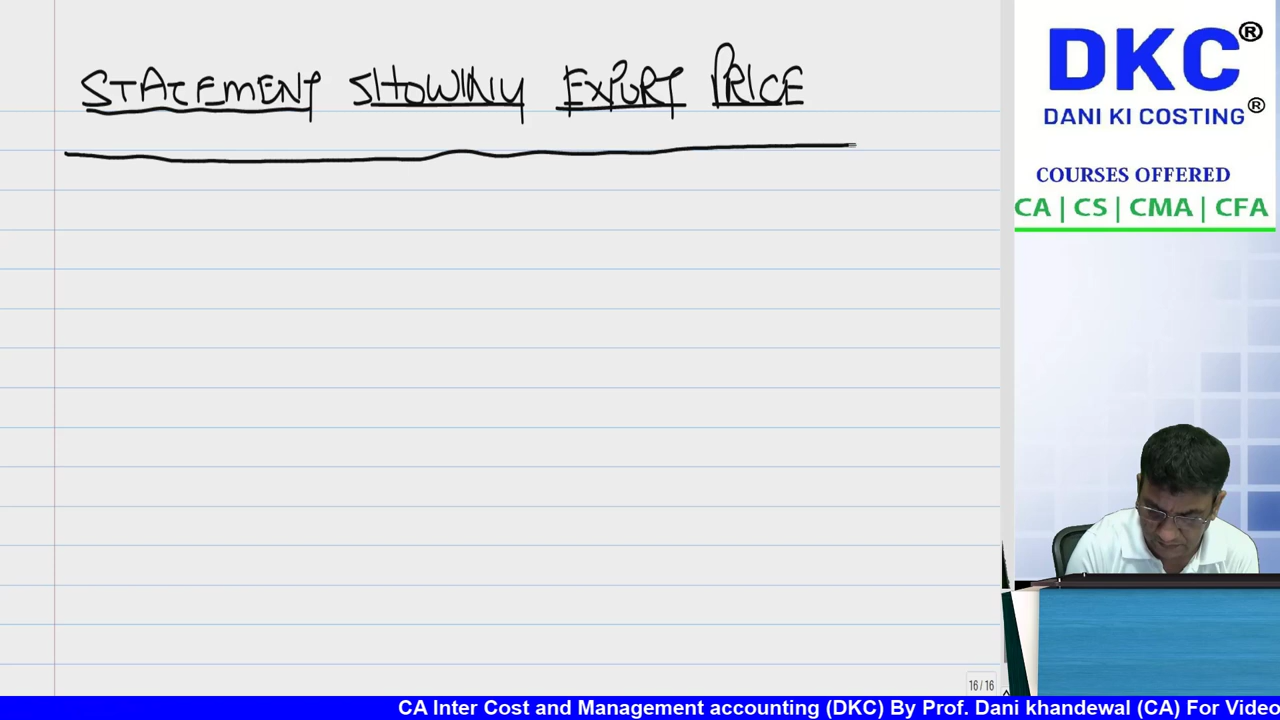 STATEMENT SHOWING EXPORT PRICE
DKC®
DANI KI COSTING®
COURSES OFFERED
CA | CS | CMA | CFA
16 / 16
CA Inter Cost and Management accounting (DKC) By Prof. Dani khandewal (CA) For Video